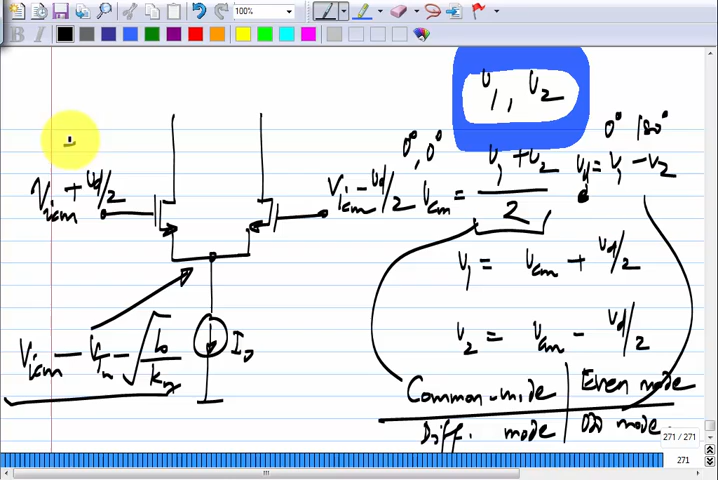 100%
B I
V1, V2
0° 180°
0°, 0°
Vicm + Vd/2
Vicm - Vd/2
Vcm = V1 + V2 / 2
Vd = V1 - V2
V1 = Vcm + Vd/2
V2 = Vcm - Vd/2
I0
Vicm - VTn - √(I0/kn)
Common-mode | Even mode
Diff. mode | Odd mode
271 / 271
271